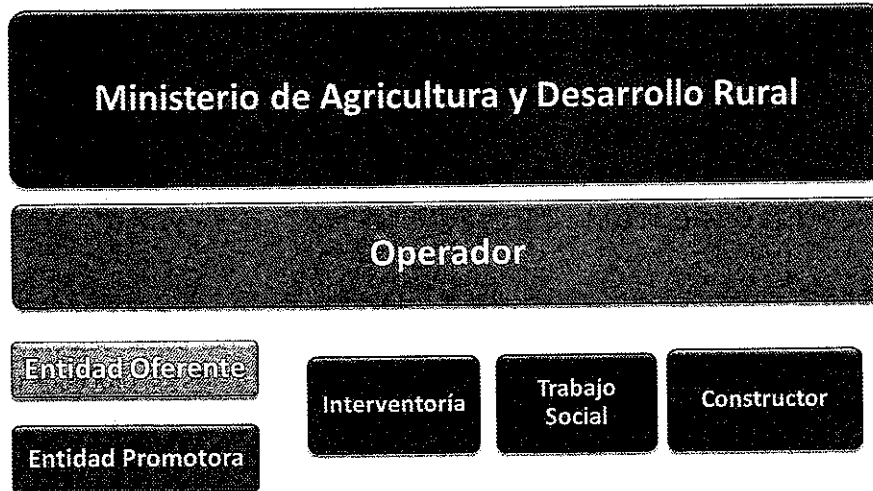 Ministerio de Agricultura y Desarrollo Rural
Operador
Entidad Oferente
Entidad Promotora
Interventoría
Trabajo
Social
Constructor